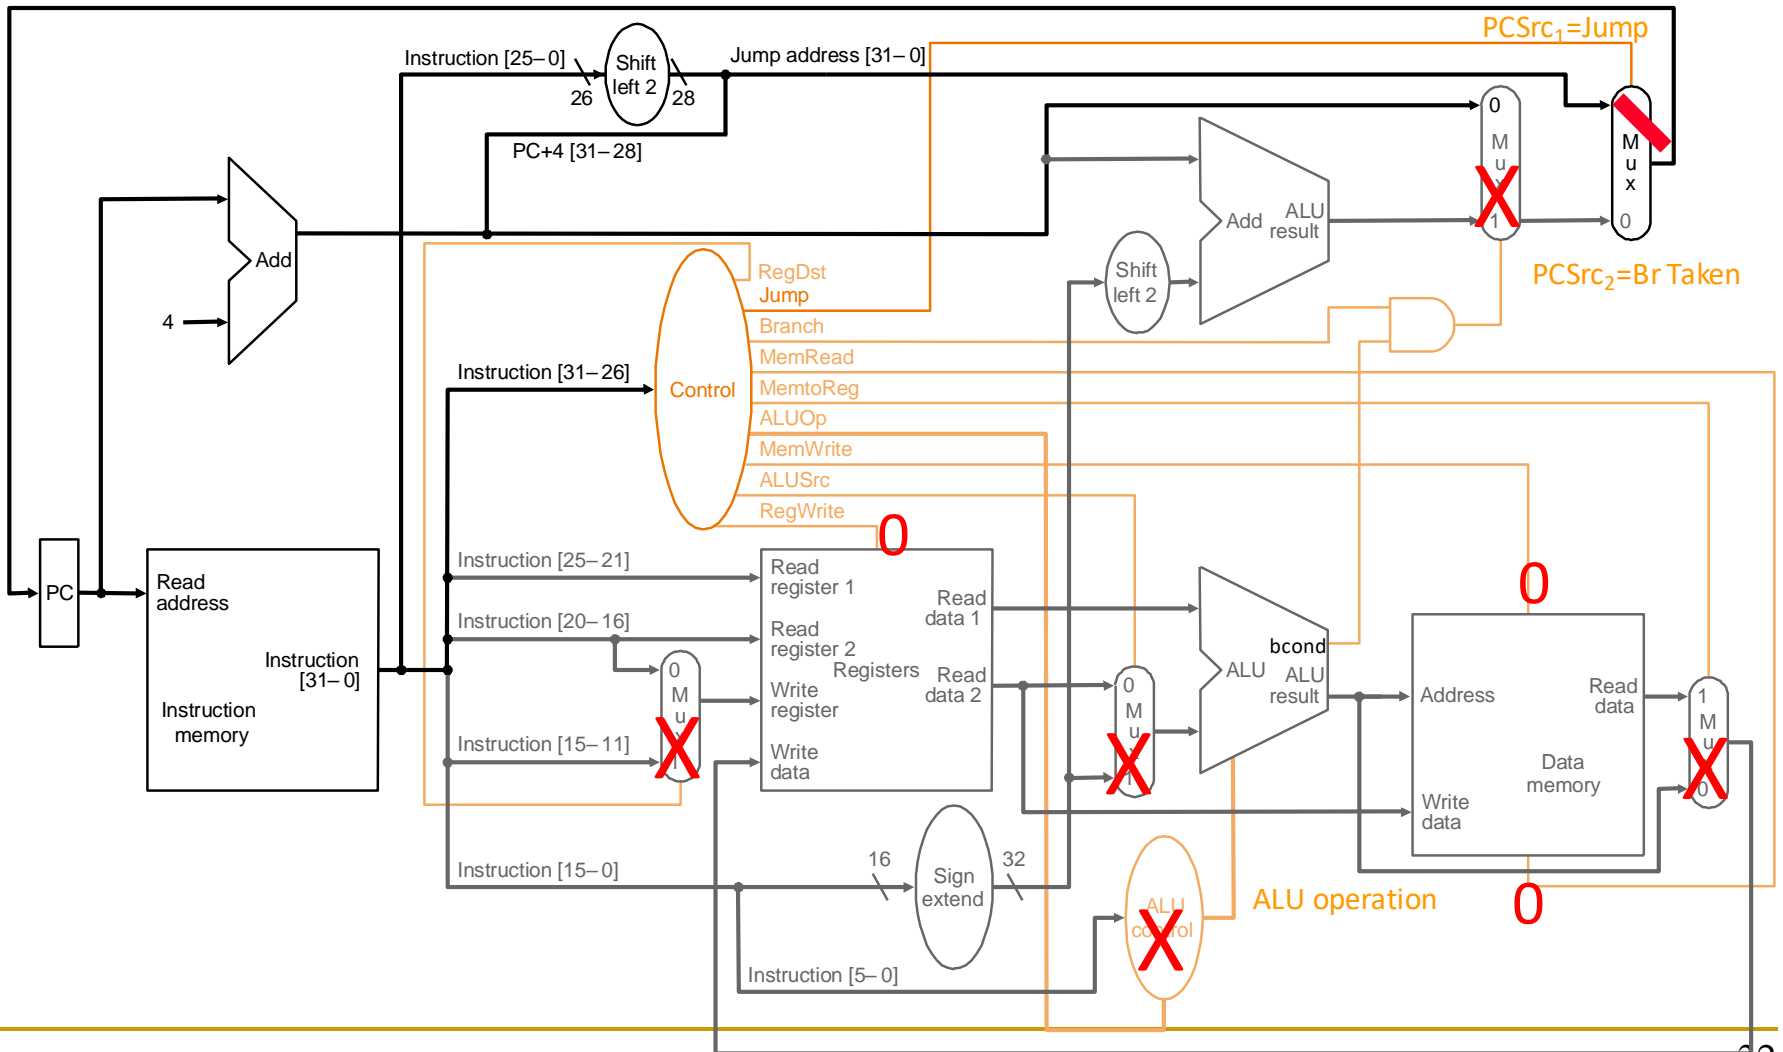 PCSrc1=Jump
Instruction [25–0]
Shift
left 2
Jump address [31–0]
26
28
0
M
u
x
1
M
u
x
0
PC+4 [31–28]
Add
ALU
result
Add
4
Shift
left 2
PCSrc2=Br Taken
RegDst
Jump
Branch
MemRead
MemtoReg
ALUOp
MemWrite
ALUSrc
RegWrite
Instruction [31–26]
Control
0
PC
Read
address
Instruction
[31–0]
Instruction
memory
Instruction [25–21]
Instruction [20–16]
Instruction [15–11]
Instruction [15–0]
Instruction [5–0]
0
M
u
X
Read
register 1
Read
register 2
Registers
Write
register
Write
data
Read
data 1
Read
data 2
0
M
u
X
bcond
ALU
ALU
result
0
Address
Read
data
Data
memory
Write
data
0
1
M
u
X
0
16
Sign
extend
32
ALU
control
X
ALU operation